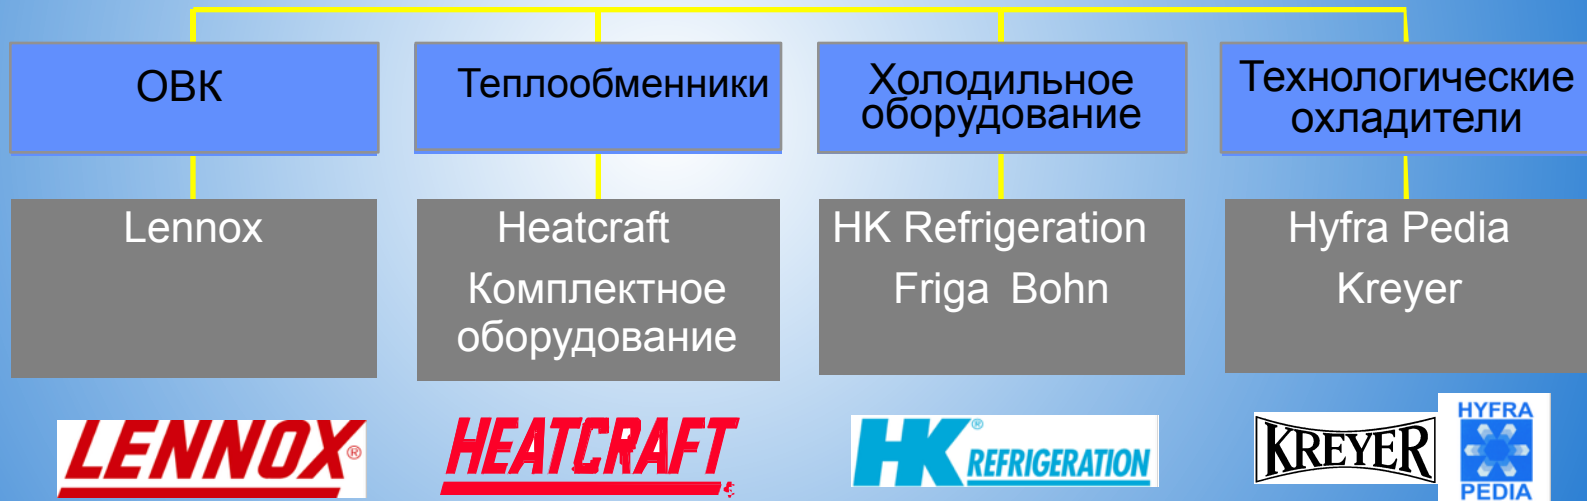 ОВК
Теплообменники
Холодильное
оборудование
Технологические
охладители
Lennox
Heatcraft
Комплектное
оборудование
HK Refrigeration
Friga Bohn
Hyfra Pedia
Kreyer
LENNOX®
HEATCRAFT
HK® REFRIGERATION
KREYER
HYFRA
PEDIA